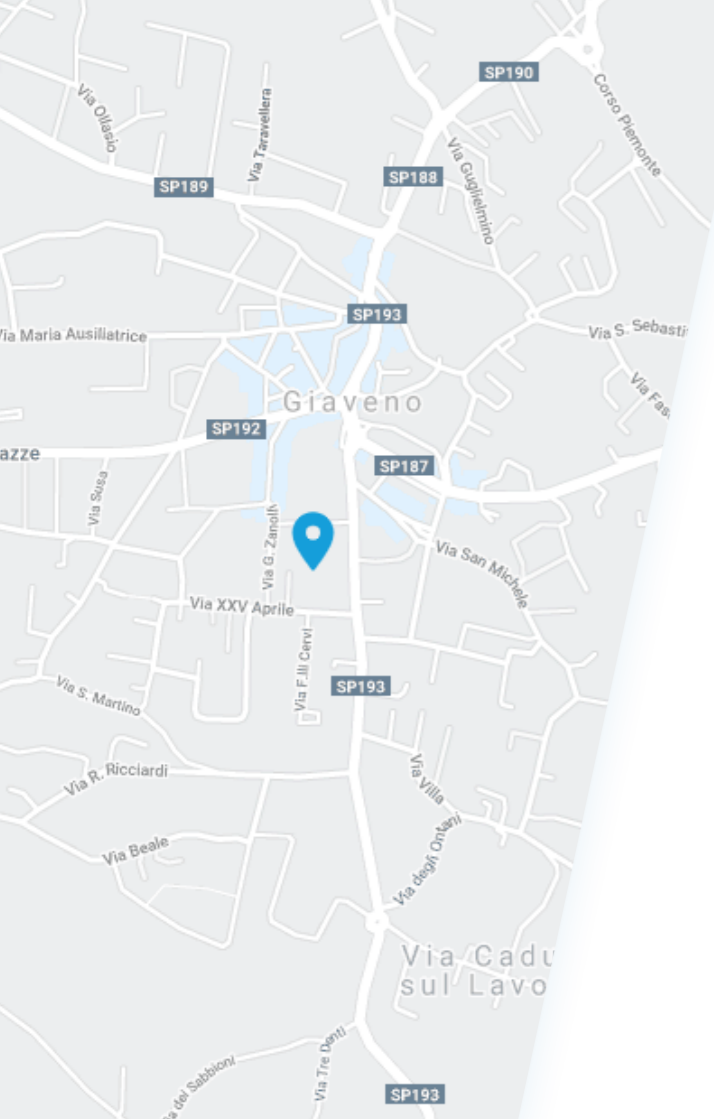 SP190
Corso Piemonte
Via Ollasio
Via Taravellera
Via Guglielmino
SP188
SP189
SP193
Via S. Sebasti
Via Maria Ausiliatrice
Via Fas
Giaveno
SP192
azze
SP187
Via Susa
Via G. Zanolli
Via San Michele
Via XXV Aprile
Via F.lli Cervi
SP193
Via S. Martino
Via R. Ricciardi
Via Villa
Via degli Ontani
Via Beale
Via Cadu
sul Lavo
Via Tre Denti
a dei Sabbioni
SP193